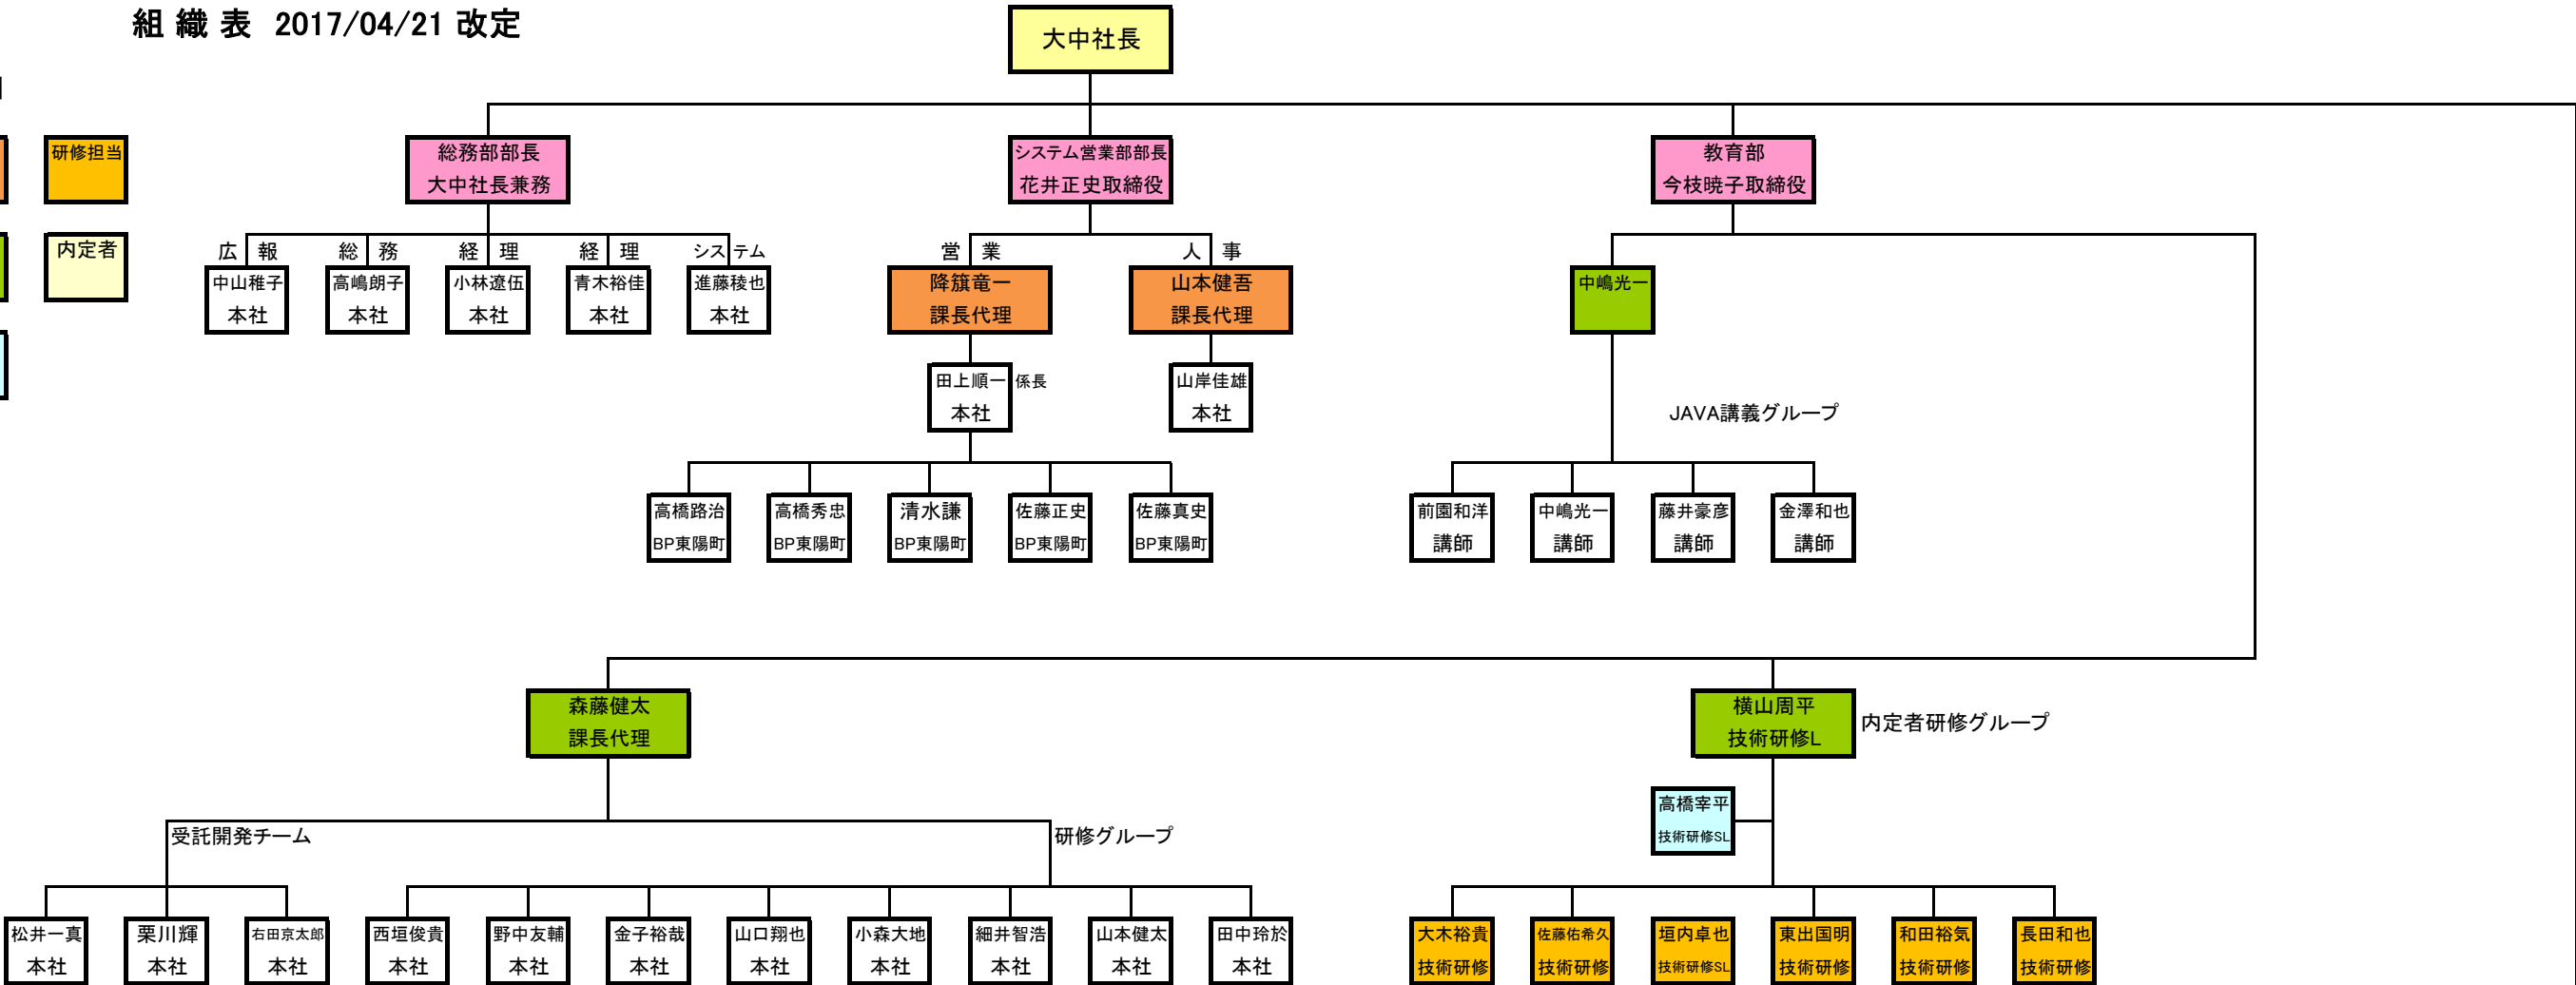 組 織 表 2017/04/21 改定
大中社長
研修担当
総務部部長
大中社長兼務
システム営業部部長
花井正史取締役
教育部
今枝暁子取締役
内定者
広 報
総 務
経 理
経 理
システム
営 業
人 事
中山稚子
本社
高嶋朗子
本社
小林遼伍
本社
青木裕佳
本社
進藤稜也
本社
降籏竜一
課長代理
山本健吾
課長代理
中嶋光一
田上順一 係長
本社
山岸佳雄
本社
JAVA講義グループ
高橋路治
BP東陽町
高橋秀忠
BP東陽町
清水謙
BP東陽町
佐藤正史
BP東陽町
佐藤真史
BP東陽町
前園和洋
講師
中嶋光一
講師
藤井豪彦
講師
金澤和也
講師
森藤健太
課長代理
横山周平
技術研修L
内定者研修グループ
高橋宰平
技術研修SL
受託開発チーム
研修グループ
松井一真
本社
栗川輝
本社
右田京太郎
本社
西垣俊貴
本社
野中友輔
本社
金子裕哉
本社
山口翔也
本社
小森大地
本社
細井智浩
本社
山本健太
本社
田中玲於
本社
大木裕貴
技術研修
佐藤佑希久
技術研修
垣内卓也
技術研修SL
東出国明
技術研修
和田裕気
技術研修
長田和也
技術研修